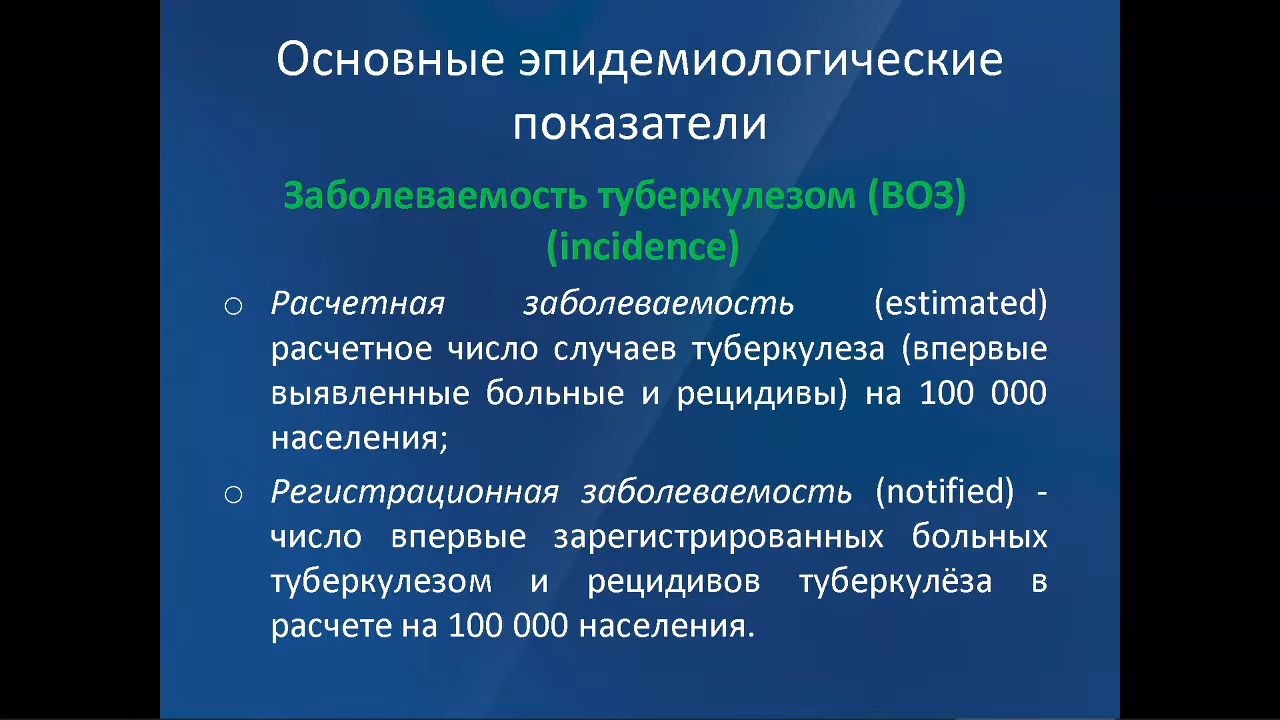 Основные эпидемиологические
показатели
Заболеваемость туберкулезом (ВОЗ)
(incidence)
o Расчетная заболеваемость (estimated)
расчетное число случаев туберкулеза (впервые
выявленные больные и рецидивы) на 100 000
населения;
o Регистрационная заболеваемость (notified) -
число впервые зарегистрированных больных
туберкулезом и рецидивов туберкулёза в
расчете на 100 000 населения.